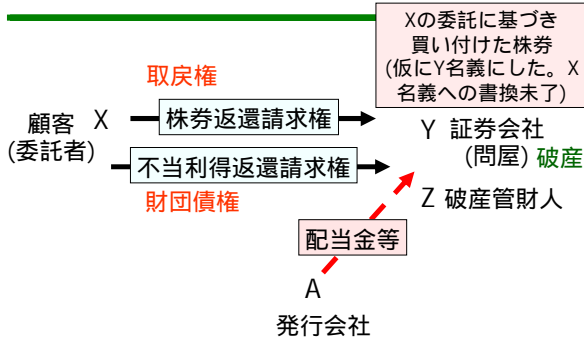 Xの委託に基づき
買い付けた株券
(仮にY名義にした。X
名義への書換未了)
取戻権
顧客 X
(委託者)
株券返還請求権
Y 証券会社
(問屋) 破産
不当利得返還請求権
財団債権
Z 破産管財人
配当金等
A
発行会社